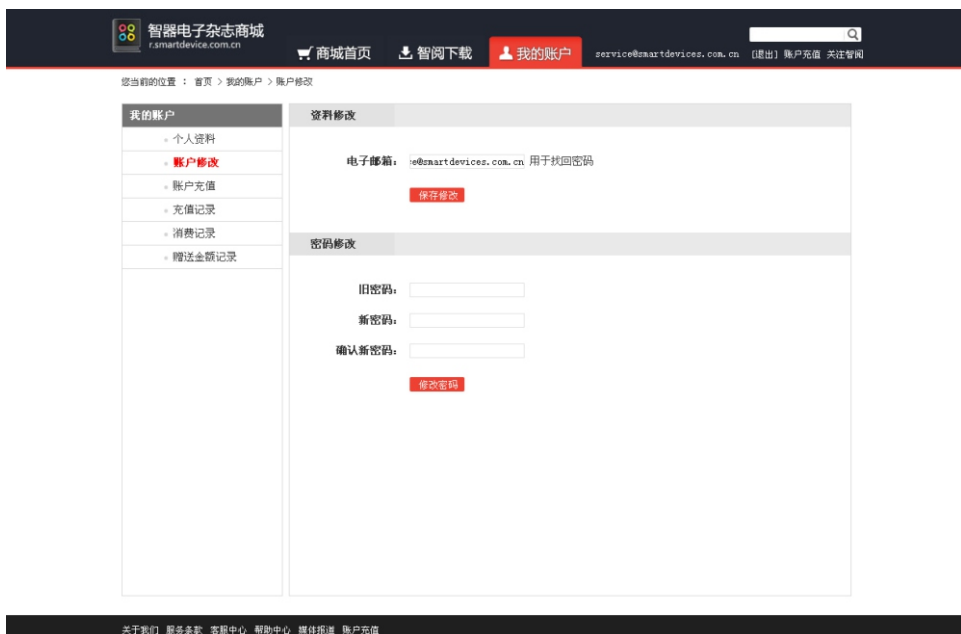 智器电子杂志商城
r.smartdevice.com.cn
商城首页 智阅下载 我的账户 service@smartdevices.com.cn [退出] 账户充值 关注智阅
您当前的位置 : 首页 > 我的账户 > 账户修改
我的账户
个人资料
账户修改
账户充值
充值记录
消费记录
赠送金额记录
资料修改
电子邮箱: e@smartdevices.com.cn 用于找回密码
保存修改
密码修改
旧密码:
新密码:
确认新密码:
修改密码
关于我们 服务条款 客服中心 帮助中心 媒体报道 账户充值